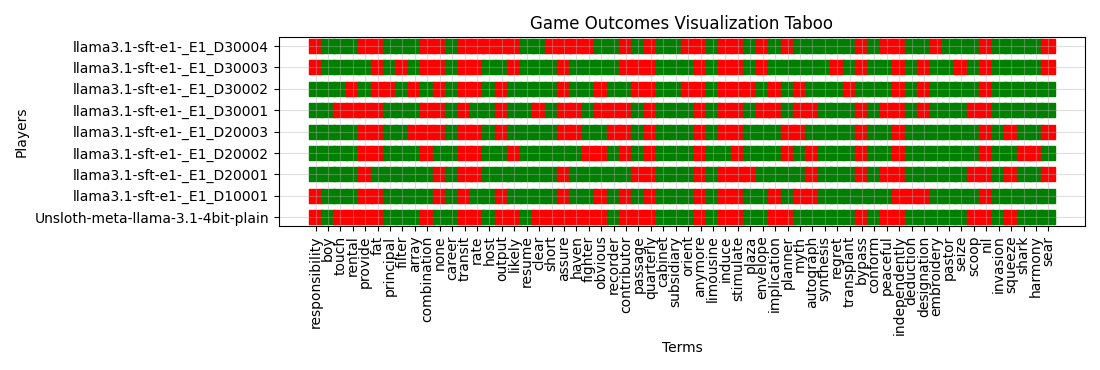 Game Outcomes Visualization Taboo
Players
llama3.1-sft-e1-_E1_D30004
llama3.1-sft-e1-_E1_D30003
llama3.1-sft-e1-_E1_D30002
llama3.1-sft-e1-_E1_D30001
llama3.1-sft-e1-_E1_D20003
llama3.1-sft-e1-_E1_D20002
llama3.1-sft-e1-_E1_D20001
llama3.1-sft-e1-_E1_D10001
Unsloth-meta-llama-3.1-4bit-plain
responsibility
boy
touch
rental
provide
fat
principal
filter
array
combination
none
career
transit
rate
host
output
likely
resume
clear
short
assure
haven
fighter
obvious
recorder
contributor
passage
quarterly
cabinet
subsidiary
orient
anymore
limousine
induce
stimulate
plaza
envelope
implication
planner
myth
autograph
synthesis
regret
transplant
bypass
conform
peaceful
independently
deduction
designation
embroidery
pastor
seize
scoop
nil
invasion
squeeze
shark
harmony
sear
Terms